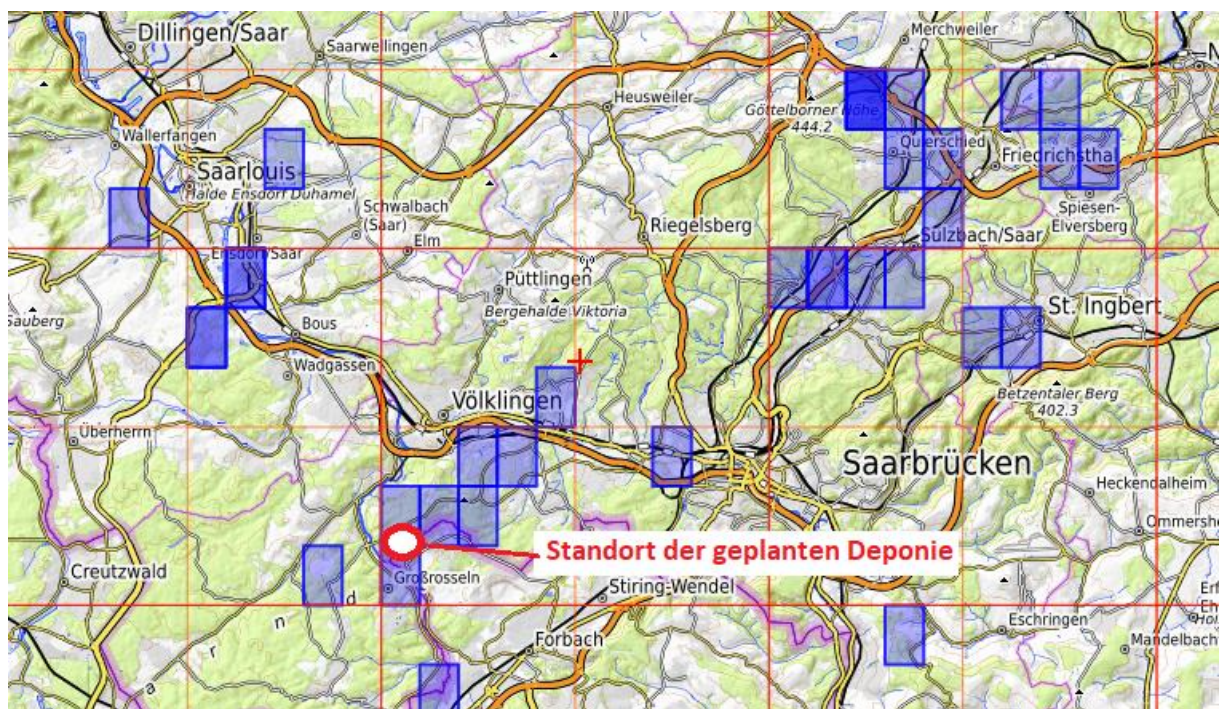 Merchweiler
Dillingen/Saar
Saarwellingen
Heusweiler
Göttelborner Höhe
444.2
Wallerfangen
Quierschied
Friedrichsthal
Saarlouis
Halde Ensdorf Duhamel
Schwalbach
(Saar)
Elm
Riegelsberg
Spiesen-
Elversberg
Sulzbach/Saar
Ensdorf/Saar
Püttlingen
Bergehalde Viktoria
St. Ingbert
Sauberg
Bous
Wadgassen
Betzentaler Berg
402.3
Völklingen
Überherrn
Saarbrücken
Heckendalheim
Ommershe
Standort der geplanten Deponie
Creutzwald
Großrosseln
Stiring-Wendel
Eschringen
Forbach
Mandelbach